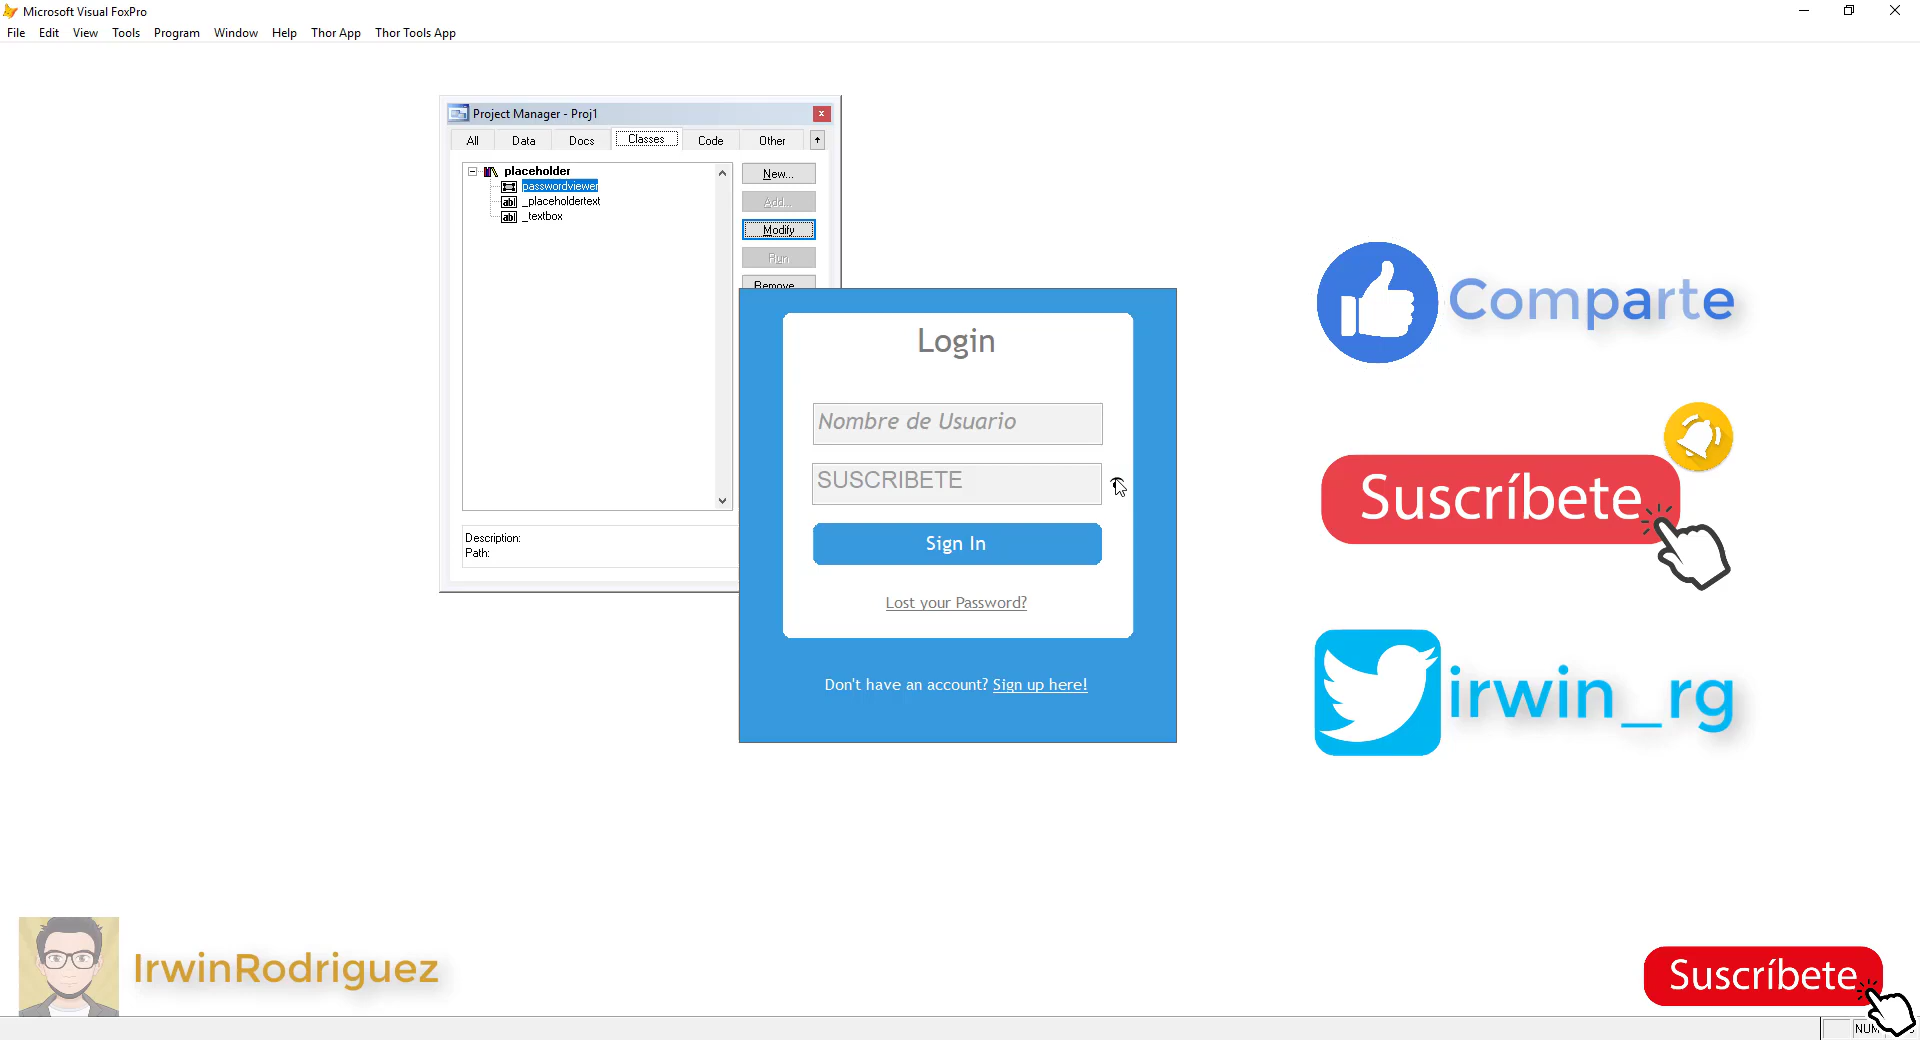 Microsoft Visual FoxPro
File Edit View Tools Program Window Help Thor App Thor Tools App
Project Manager - Proj1
All Data Docs Classes Code Other
placeholder
passwordviewer
_placeholdertext
_textbox
New...
Add...
Modify
Run
Remove
Description:
Path:
Login
Nombre de Usuario
SUSCRIBETE
Sign In
Lost your Password?
Don't have an account? Sign up here!
Comparte
Suscríbete
irwin_rg
IrwinRodriguez
Suscríbete
NUM